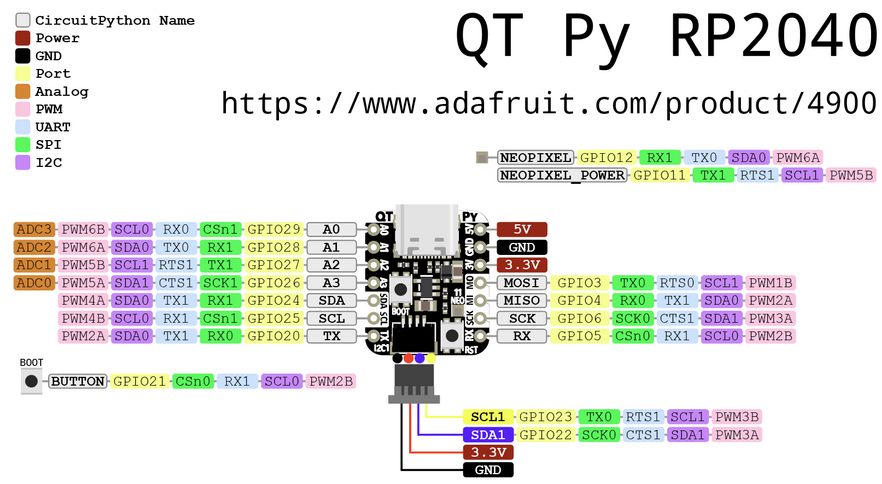 CircuitPython Name
Power
GND
Port
Analog
PWM
UART
SPI
I2C
QT Py RP2040
https://www.adafruit.com/product/4900
NEOPIXEL GPIO12 RX1 TX0 SDA0 PWM6A
NEOPIXEL_POWER GPIO11 TX1 RTS1 SCL1 PWM5B
QT Py
ADC3 PWM6B SCL0 RX0 CSn1 GPIO29 A0 A0 5V 5V
ADC2 PWM6A SDA0 TX0 RX1 GPIO28 A1 A1 GND GND
ADC1 PWM5B SCL1 RTS1 TX1 GPIO27 A2 A2 3V 3.3V
ADC0 PWM5A SDA1 CTS1 SCK1 GPIO26 A3 A3 MO MOSI GPIO3 TX0 RTS0 SCL1 PWM1B
PWM4A SDA0 TX1 RX1 GPIO24 SDA SDA MI MISO GPIO4 RX0 TX1 SDA0 PWM2A
PWM4B SCL0 RX1 CSn1 GPIO25 SCL SCL BOOT SCK SCK GPIO6 SCK0 CTS1 SDA1 PWM3A
PWM2A SDA0 TX1 RX0 GPIO20 TX TX RX RX GPIO5 CSn0 RX1 SCL0 PWM2B
I2C1 RST
BOOT
BUTTON GPIO21 CSn0 RX1 SCL0 PWM2B
SCL1 GPIO23 TX0 RTS1 SCL1 PWM3B
SDA1 GPIO22 SCK0 CTS1 SDA1 PWM3A
3.3V
GND